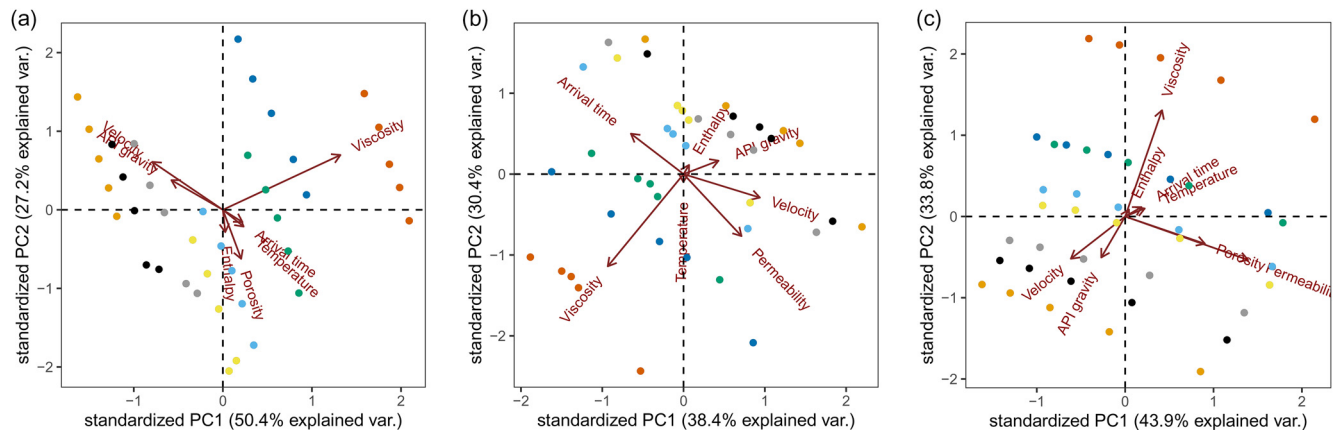 (a)
standardized PC2 (27.2% explained var.)
2
1
0
−1
−2
Velocity
API gravity
Viscosity
Arrival time
Temperature
Enthalpy
Porosity
−1
0
1
2
standardized PC1 (50.4% explained var.)
(b)
standardized PC2 (30.4% explained var.)
1
0
−1
−2
Arrival time
Enthalpy
API gravity
Velocity
Temperature
Permeability
Viscosity
−1
0
1
2
standardized PC1 (38.4% explained var.)
(c)
standardized PC2 (33.8% explained var.)
2
1
0
−1
−2
Viscosity
Enthalpy
Arrival time
Temperature
Porosity
Permeabili
Velocity
API gravity
−1
0
1
2
standardized PC1 (43.9% explained var.)